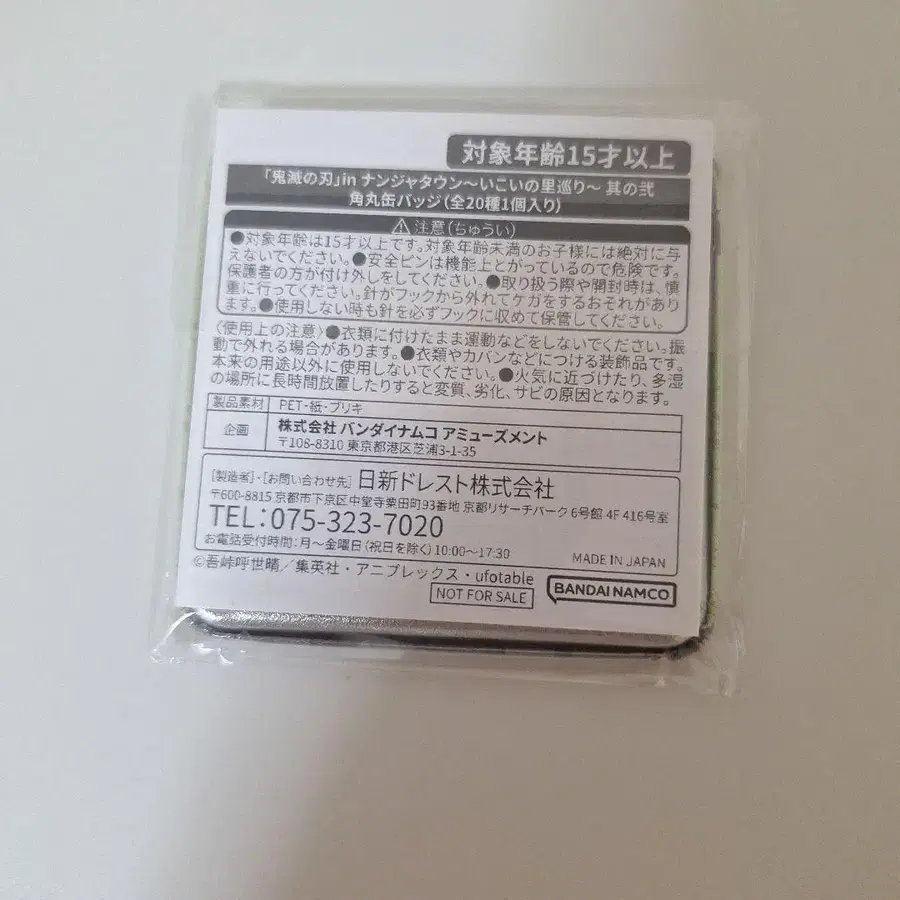 対象年齢15才以上
「鬼滅の刃」in ナンジャタウン～いこいの里巡り～ 其の弐
角丸缶バッジ(全20種1個入り)
⚠注意(ちゅうい)
●対象年齢は15才以上です。対象年齢未満のお子様には絶対に与
えないでください。●安全ピンは機能上とがっているので危険です。
保護者の方が付け外しをしてください。●取り扱う際や開封時は、慎
重に行ってください。針がフックから外れてケガをするおそれがあり
ます。●使用しない時も針を必ずフックに収めて保管してください。
〈使用上の注意〉●衣類に付けたまま運動などをしないでください。振
動で外れる場合があります。●衣類やカバンなどにつける装飾品です。
本来の用途以外に使用しないでください。●火気に近づけたり、多湿
の場所に長時間放置したりすると変質、劣化、サビの原因となります。
製品素材 PET・紙・ブリキ
企画 株式会社 バンダイナムコ アミューズメント
〒108-8310 東京都港区芝浦3-1-35
[製造者]・[お問い合わせ先] 日新ドレスト株式会社
〒600-8815 京都市下京区中堂寺粟田町93番地 京都リサーチパーク 6号館 4F 416号室
TEL:075-323-7020
お電話受付時間:月～金曜日(祝日を除く)10:00～17:30
MADE IN JAPAN
©吾峠呼世晴／集英社・アニプレックス・ufotable
NOT FOR SALE
BANDAI NAMCO